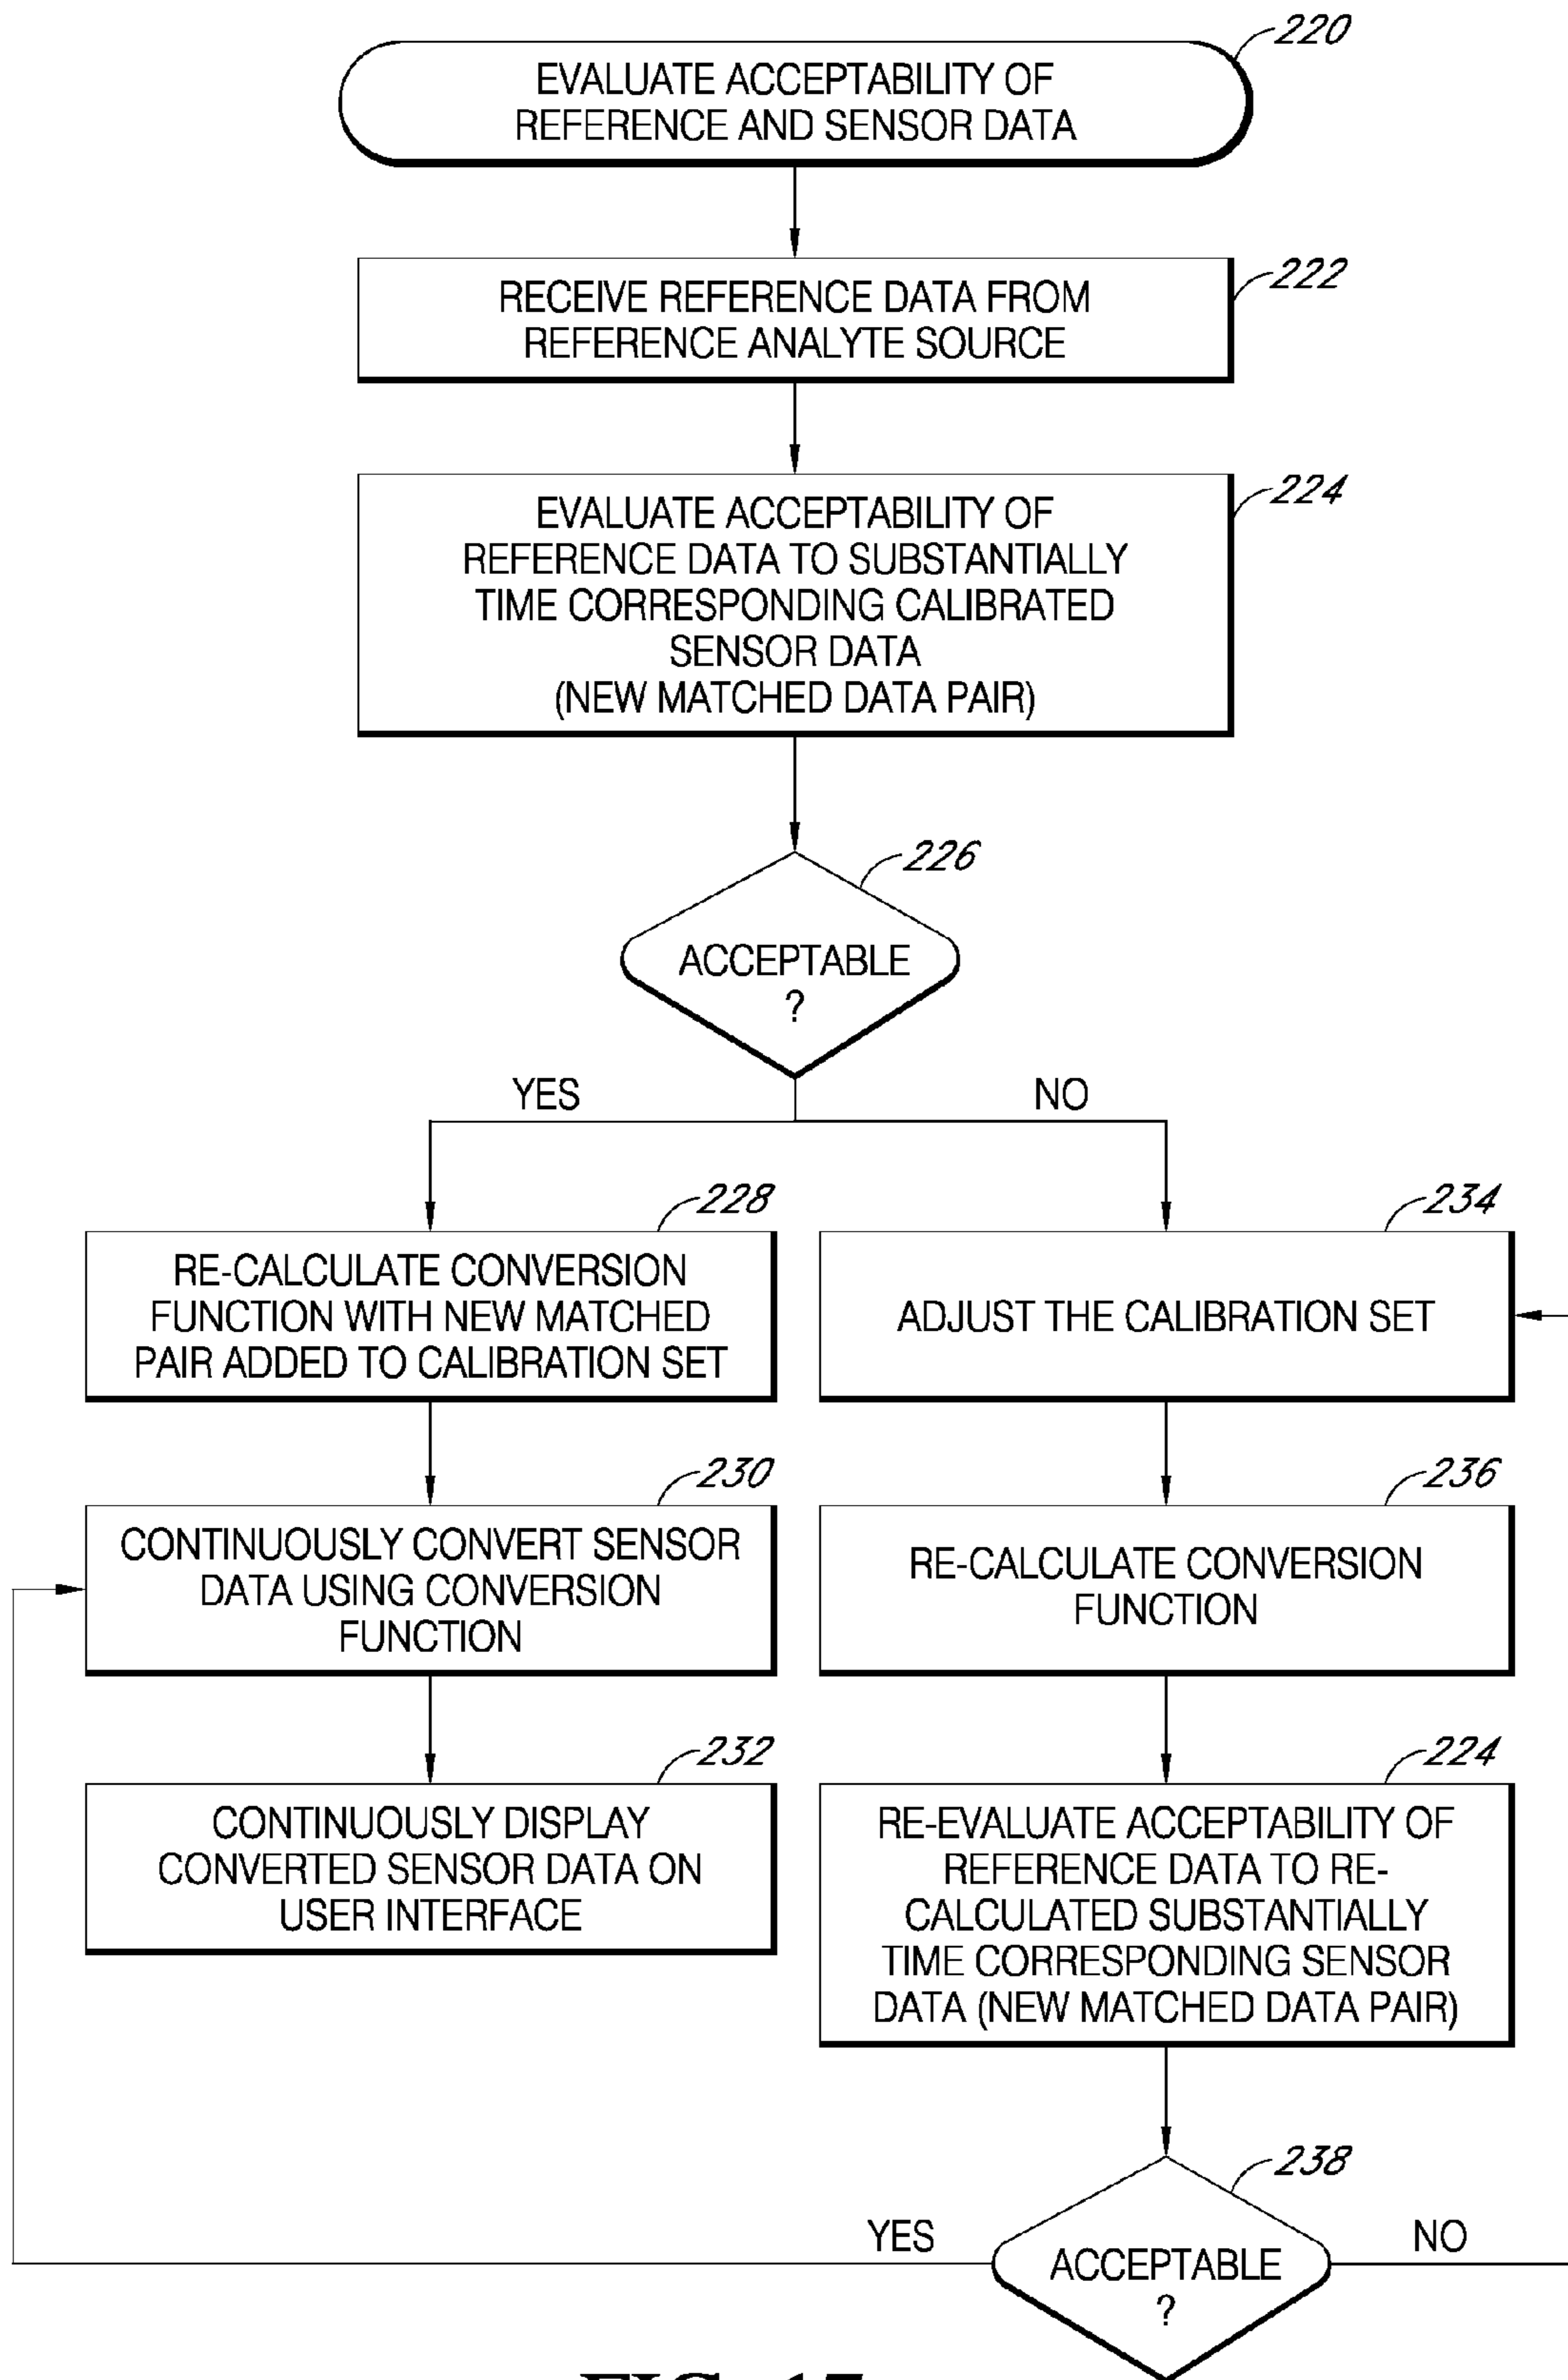 220
EVALUATE ACCEPTABILITY OF
REFERENCE AND SENSOR DATA
222
RECEIVE REFERENCE DATA FROM
REFERENCE ANALYTE SOURCE
224
EVALUATE ACCEPTABILITY OF
REFERENCE DATA TO SUBSTANTIALLY
TIME CORRESPONDING CALIBRATED
SENSOR DATA
(NEW MATCHED DATA PAIR)
226
ACCEPTABLE
?
YES
NO
228
RE-CALCULATE CONVERSION
FUNCTION WITH NEW MATCHED
PAIR ADDED TO CALIBRATION SET
234
ADJUST THE CALIBRATION SET
230
CONTINUOUSLY CONVERT SENSOR
DATA USING CONVERSION
FUNCTION
236
RE-CALCULATE CONVERSION
FUNCTION
232
CONTINUOUSLY DISPLAY
CONVERTED SENSOR DATA ON
USER INTERFACE
224
RE-EVALUATE ACCEPTABILITY OF
REFERENCE DATA TO RE-
CALCULATED SUBSTANTIALLY
TIME CORRESPONDING SENSOR
DATA (NEW MATCHED DATA PAIR)
238
YES
ACCEPTABLE
?
NO